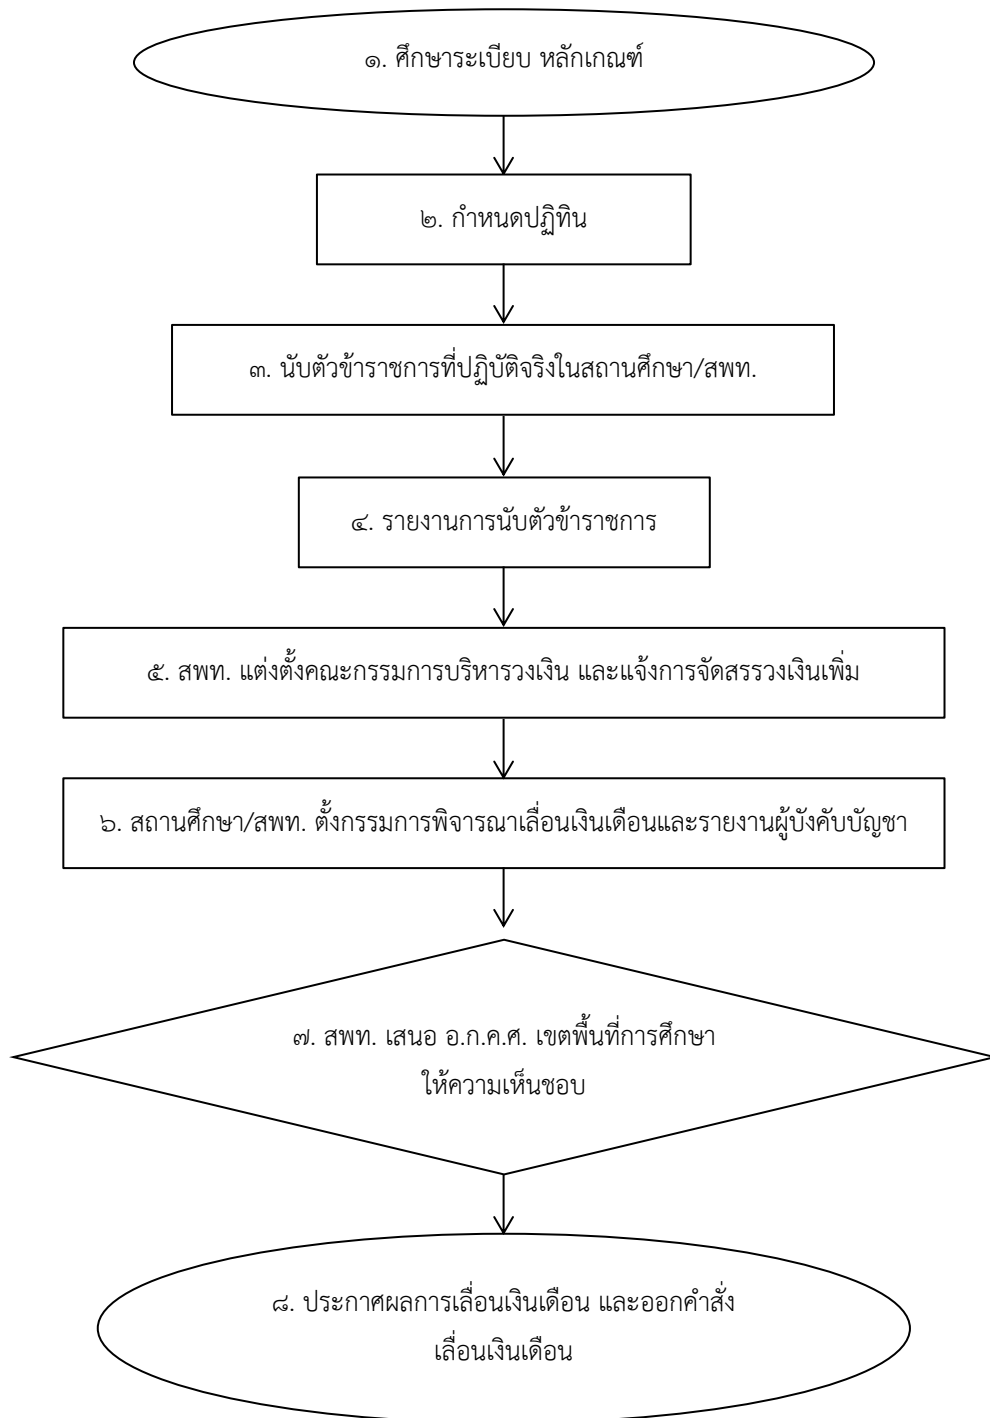 ๑. ศึกษาระเบียบ หลักเกณฑ์
๒. กำหนดปฏิทิน
๓. นับตัวข้าราชการที่ปฏิบัติจริงในสถานศึกษา/สพท.
๔. รายงานการนับตัวข้าราชการ
๕. สพท. แต่งตั้งคณะกรรมการบริหารวงเงิน และแจ้งการจัดสรรวงเงินเพิ่ม
๖. สถานศึกษา/สพท. ตั้งกรรมการพิจารณาเลื่อนเงินเดือนและรายงานผู้บังคับบัญชา
๗. สพท. เสนอ อ.ก.ค.ศ. เขตพื้นที่การศึกษา
ให้ความเห็นชอบ
๘. ประกาศผลการเลื่อนเงินเดือน และออกคำสั่ง
เลื่อนเงินเดือน